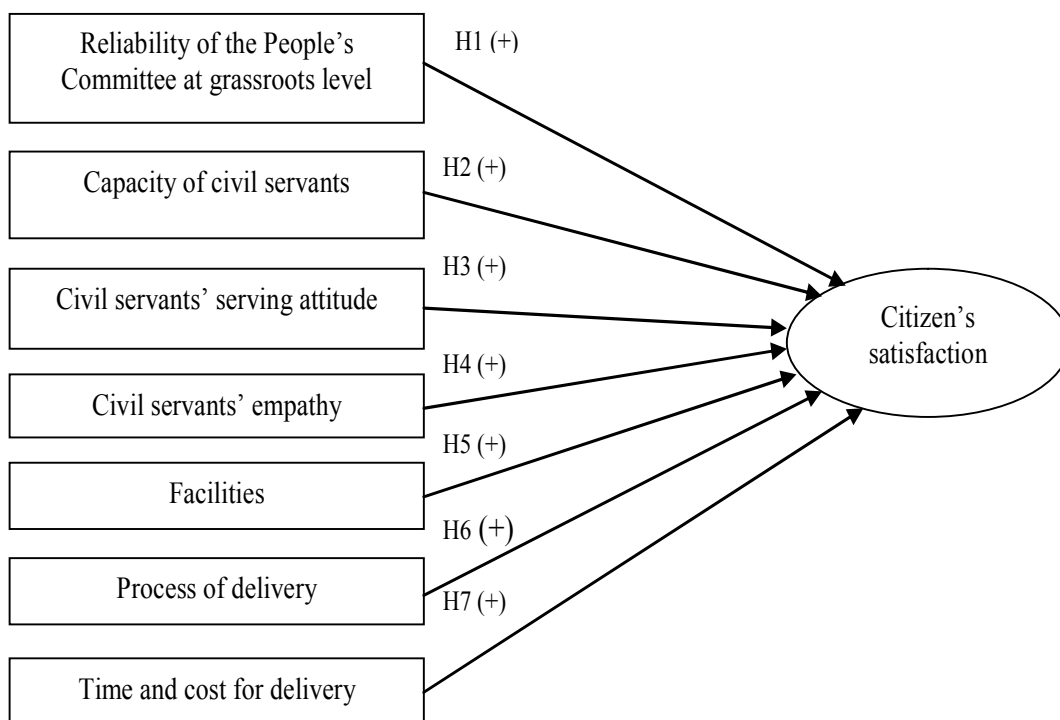 Reliability of the People’s
Committee at grassroots level
H1 (+)
Capacity of civil servants
H2 (+)
Civil servants’ serving attitude
H3 (+)
Citizen’s
satisfaction
Civil servants’ empathy
H4 (+)
Facilities
H5 (+)
Process of delivery
H6 (+)
Time and cost for delivery
H7 (+)